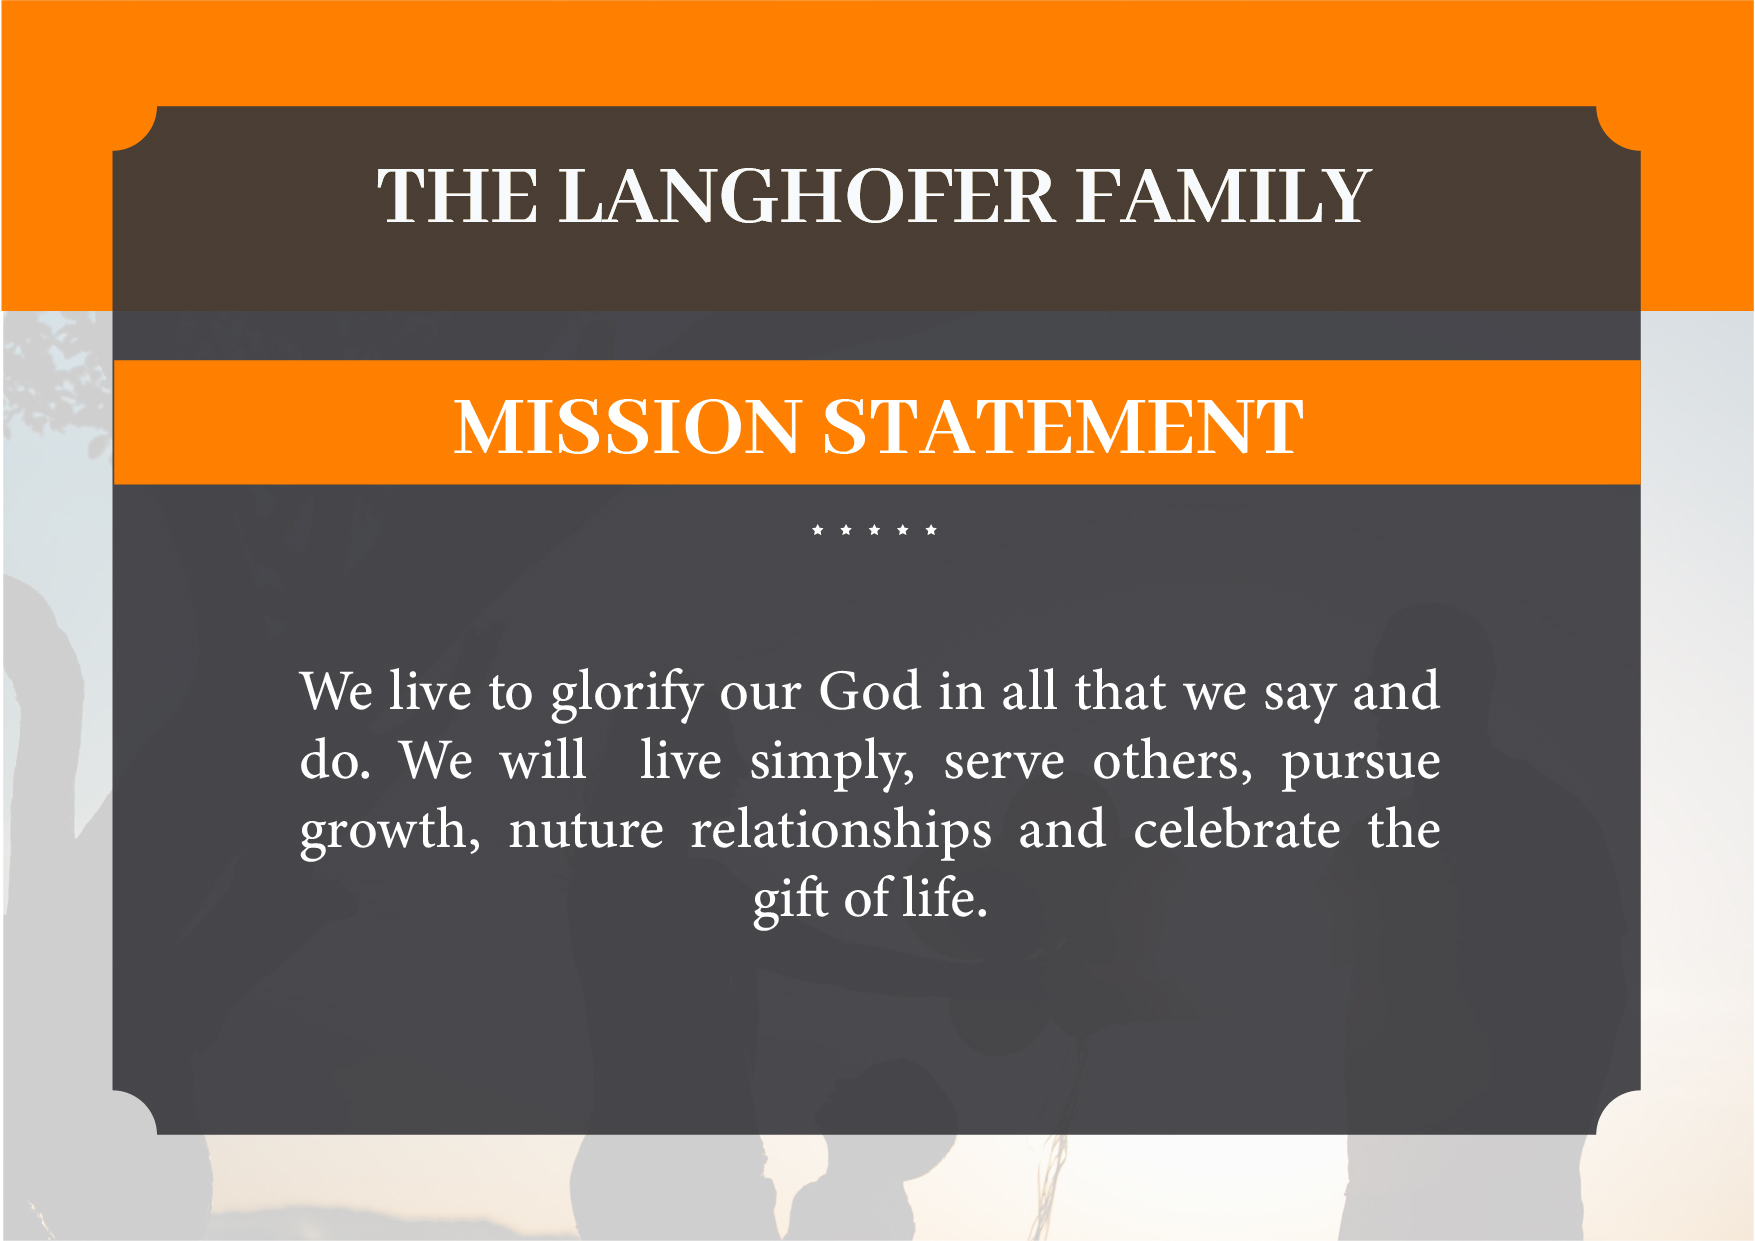 THE LANGHOFER FAMILY
MISSION STATEMENT
We live to glorify our God in all that we say and
do. We will live simply, serve others, pursue
growth, nuture relationships and celebrate the
gift of life.